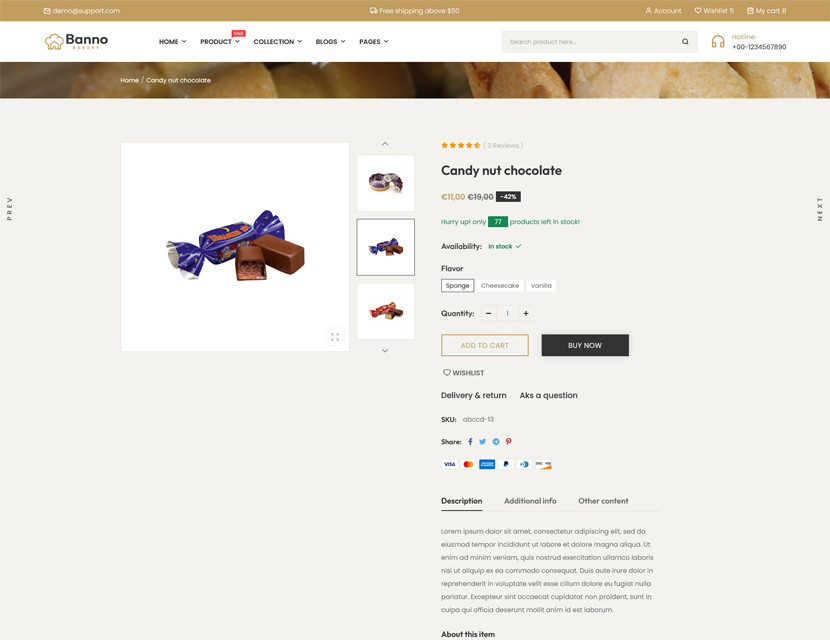 demo@support.com
Free shipping above $50
Account
Wishlist 5
My cart 8
Banno
BAKERY
HOME
PRODUCT
SALE
COLLECTION
BLOGS
PAGES
Search product here..
Hotline:
+00-1234567890
Home / Candy nut chocolate
PREV
NEXT
( 3 Reviews )
Candy nut chocolate
€11,00 €19,00 -42%
Hurry up! only 77 products left in stock!
Availability: In stock
Flavor
Sponge Cheesecake Vanilla
Quantity: − 1 +
ADD TO CART
BUY NOW
WISHLIST
Delivery & return Aks a question
SKU: abccd-13
Share:
VISA
Description Additional info Other content
Lorem ipsum dolor sit amet, consectetur adipiscing elit, sed do
eiusmod tempor incididunt ut labore et dolore magna aliqua. Ut
enim ad minim veniam, quis nostrud exercitation ullamco laboris
nisi ut aliquip ex ea commodo consequat. Duis aute irure dolor in
reprehenderit in voluptate velit esse cillum dolore eu fugiat nulla
pariatur. Excepteur sint occaecat cupidatat non proident, sunt in
culpa qui officia deserunt mollit anim id est laborum.
About this item